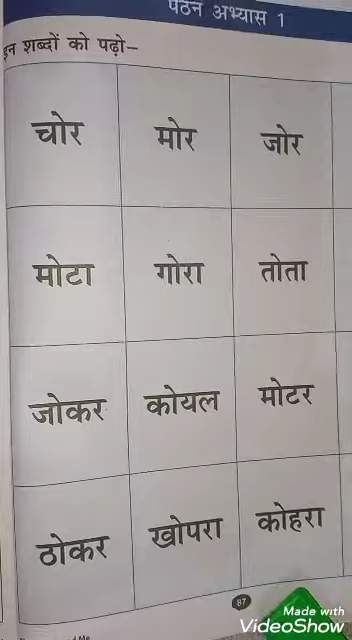 पठन अभ्यास 1
इन शब्दों को पढ़ो–
चोर मोर जोर
मोटा गोरा तोता
जोकर कोयल मोटर
ठोकर खोपरा कोहरा
87
Made with
VideoShow